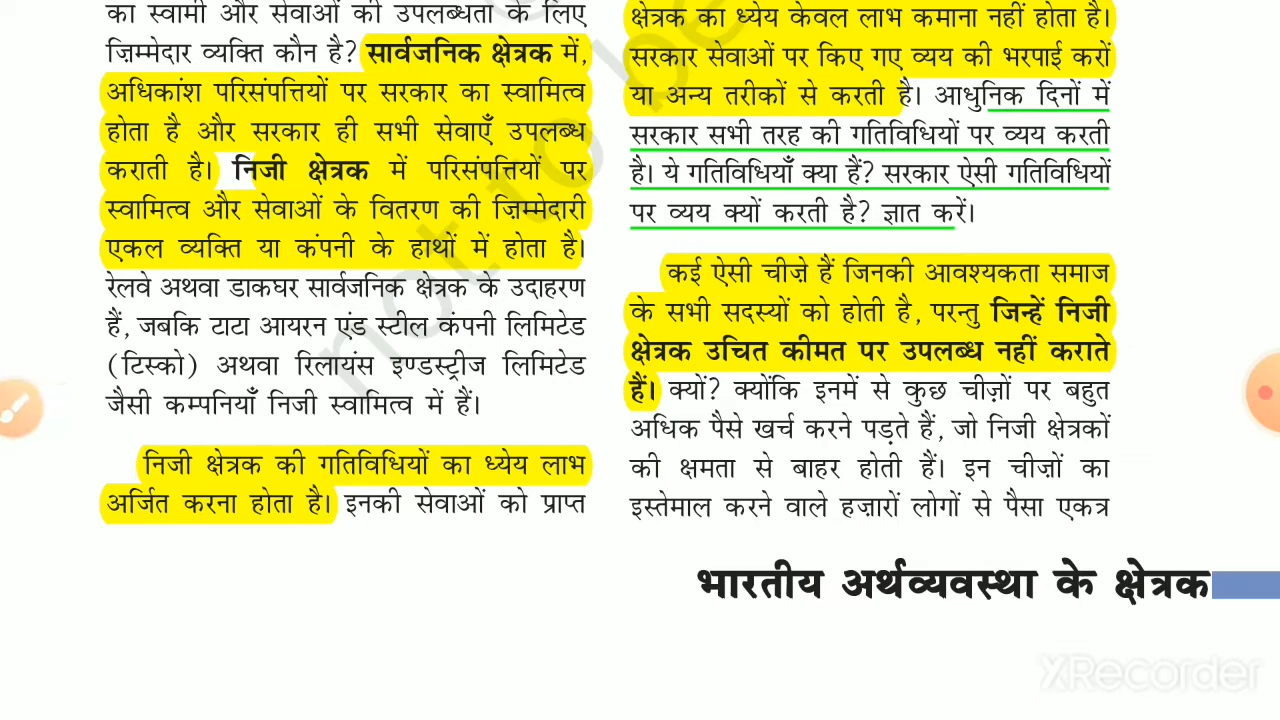 का स्वामी और सेवाओं की उपलब्धता के लिए
ज़िम्मेदार व्यक्ति कौन है? सार्वजनिक क्षेत्रक में,
अधिकांश परिसंपत्तियों पर सरकार का स्वामित्व
होता है और सरकार ही सभी सेवाएँ उपलब्ध
कराती है। निजी क्षेत्रक में परिसंपत्तियों पर
स्वामित्व और सेवाओं के वितरण की ज़िम्मेदारी
एकल व्यक्ति या कंपनी के हाथों में होता है।
रेलवे अथवा डाकघर सार्वजनिक क्षेत्रक के उदाहरण
हैं, जबकि टाटा आयरन एंड स्टील कंपनी लिमिटेड
(टिस्को) अथवा रिलायंस इण्डस्ट्रीज लिमिटेड
जैसी कम्पनियाँ निजी स्वामित्व में हैं।
निजी क्षेत्रक की गतिविधियों का ध्येय लाभ
अर्जित करना होता है। इनकी सेवाओं को प्राप्त
क्षेत्रक का ध्येय केवल लाभ कमाना नहीं होता है।
सरकार सेवाओं पर किए गए व्यय की भरपाई करों
या अन्य तरीकों से करती है। आधुनिक दिनों में
सरकार सभी तरह की गतिविधियों पर व्यय करती
है। ये गतिविधियाँ क्या हैं? सरकार ऐसी गतिविधियों
पर व्यय क्यों करती है? ज्ञात करें।
कई ऐसी चीज़े हैं जिनकी आवश्यकता समाज
के सभी सदस्यों को होती है, परन्तु जिन्हें निजी
क्षेत्रक उचित कीमत पर उपलब्ध नहीं कराते
हैं। क्यों? क्योंकि इनमें से कुछ चीज़ों पर बहुत
अधिक पैसे खर्च करने पड़ते हैं, जो निजी क्षेत्रकों
की क्षमता से बाहर होती हैं। इन चीज़ों का
इस्तेमाल करने वाले हज़ारों लोगों से पैसा एकत्र
भारतीय अर्थव्यवस्था के क्षेत्रक
not to be
XRecorder